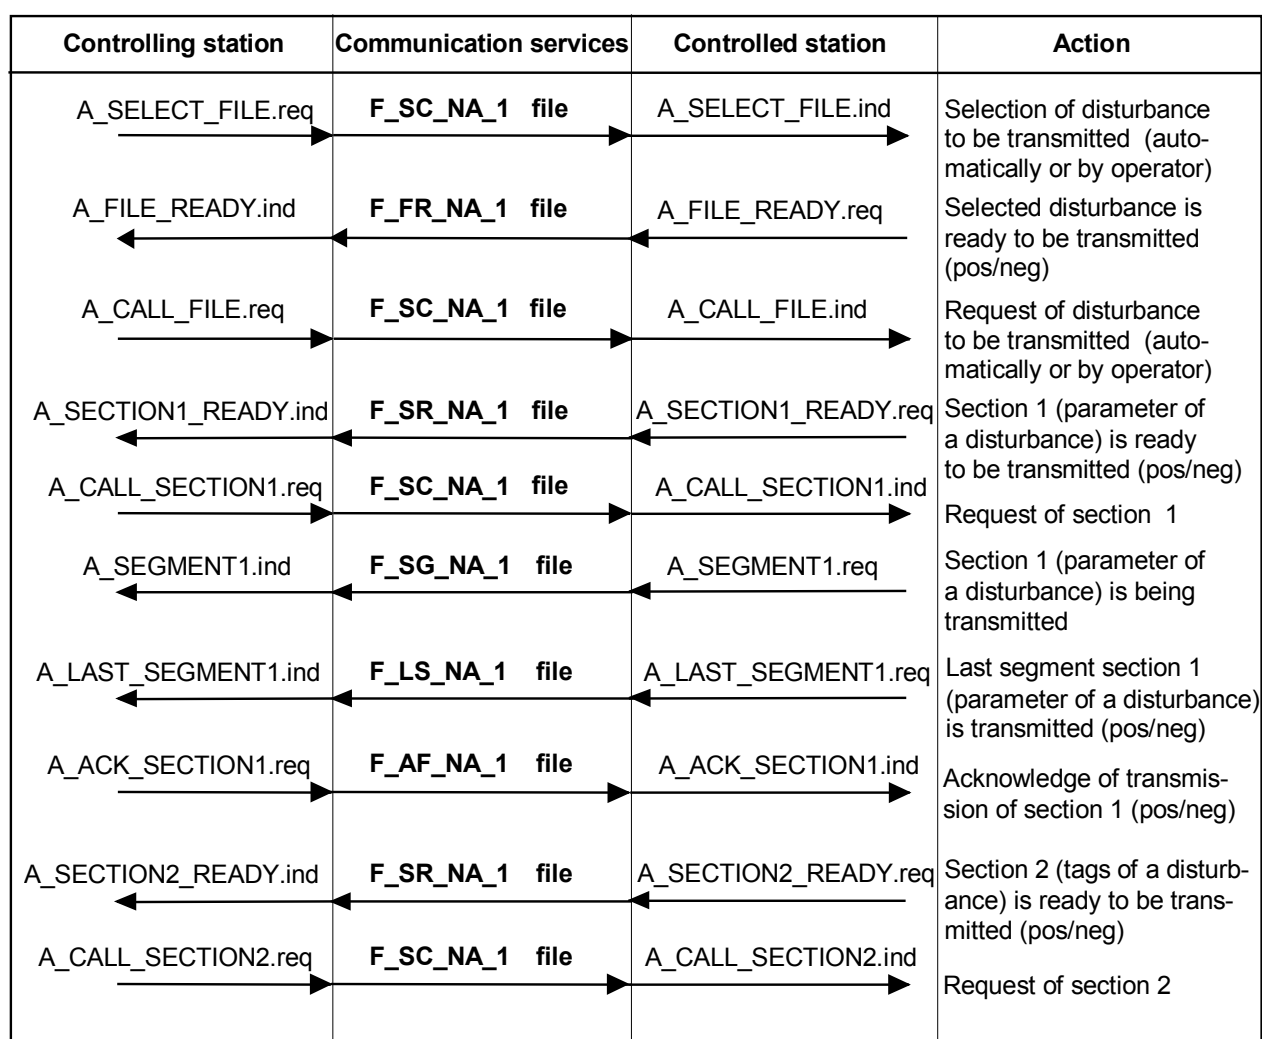 Controlling station Communication services Controlled station Action
A_SELECT_FILE.req F_SC_NA_1 file A_SELECT_FILE.ind Selection of disturbance
to be transmitted (auto-
matically or by operator)
A_FILE_READY.ind F_FR_NA_1 file A_FILE_READY.req Selected disturbance is
ready to be transmitted
(pos/neg)
A_CALL_FILE.req F_SC_NA_1 file A_CALL_FILE.ind Request of disturbance
to be transmitted (auto-
matically or by operator)
A_SECTION1_READY.ind F_SR_NA_1 file A_SECTION1_READY.req Section 1 (parameter of
a disturbance) is ready
to be transmitted (pos/neg)
A_CALL_SECTION1.req F_SC_NA_1 file A_CALL_SECTION1.ind
Request of section 1
A_SEGMENT1.ind F_SG_NA_1 file A_SEGMENT1.req Section 1 (parameter of
a disturbance) is being
transmitted
A_LAST_SEGMENT1.ind F_LS_NA_1 file A_LAST_SEGMENT1.req Last segment section 1
(parameter of a disturbance)
is transmitted (pos/neg)
A_ACK_SECTION1.req F_AF_NA_1 file A_ACK_SECTION1.ind Acknowledge of transmis-
sion of section 1 (pos/neg)
A_SECTION2_READY.ind F_SR_NA_1 file A_SECTION2_READY.req Section 2 (tags of a disturb-
ance) is ready to be trans-
mitted (pos/neg)
A_CALL_SECTION2.req F_SC_NA_1 file A_CALL_SECTION2.ind
Request of section 2